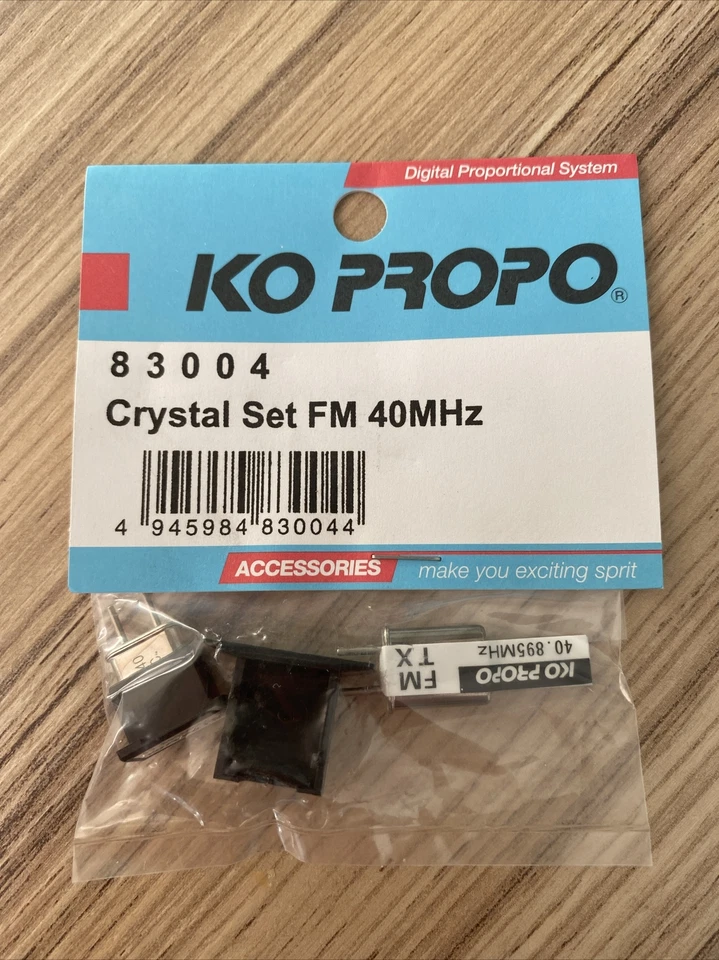 Digital Proportional System
KO PROPO®
83004
Crystal Set FM 40MHz
4 945984 830044
ACCESSORIES
make you exciting sprit
KO PROPO
40.895MHz
FM
TX